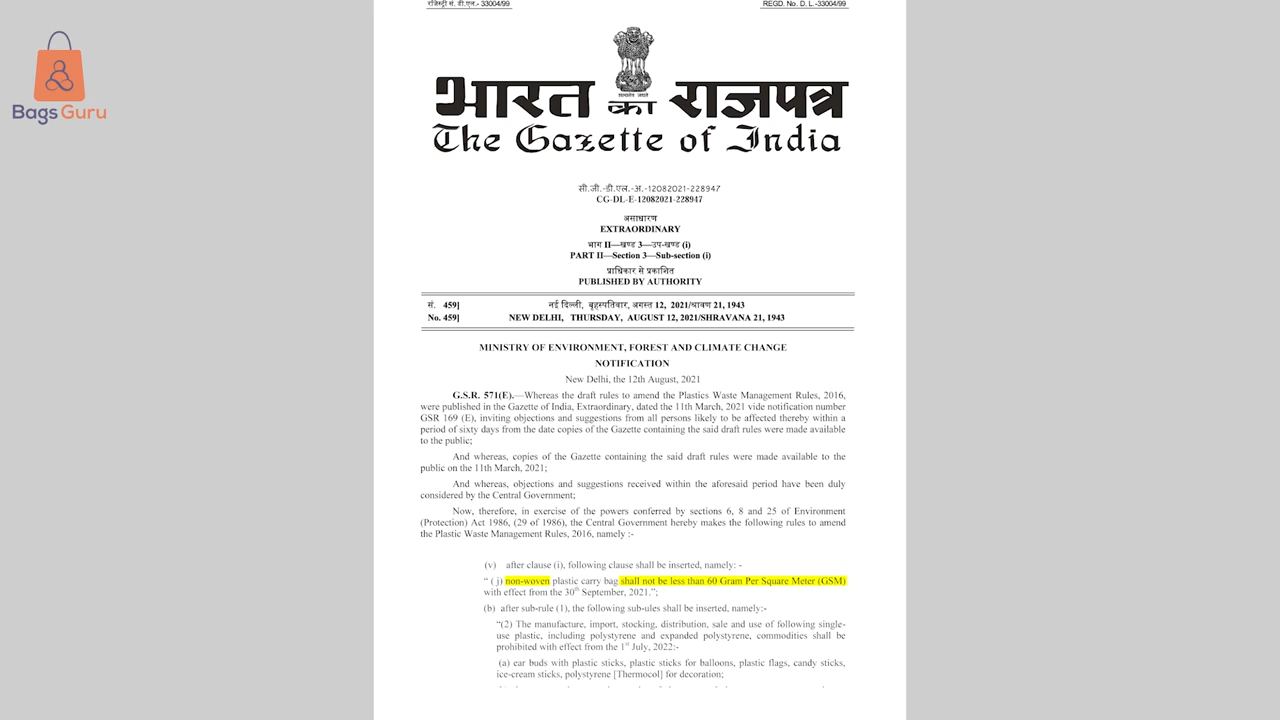 रजिस्ट्री सं. डी.एल.- 33004/99
REGD. No. D. L.-33004/99
Bags Guru
सत्यमेव जयते
भारत का राजपत्र
The Gazette of India
सी.जी.-डी.एल.-अ.-12082021-228947
CG-DL-E-12082021-228947
असाधारण
EXTRAORDINARY
भाग II—खण्ड 3—उप-खण्ड (i)
PART II—Section 3—Sub-section (i)
प्राधिकार से प्रकाशित
PUBLISHED BY AUTHORITY
सं. 459] नई दिल्ली, बृहस्पतिवार, अगस्त 12, 2021/श्रावण 21, 1943
No. 459] NEW DELHI, THURSDAY, AUGUST 12, 2021/SHRAVANA 21, 1943
MINISTRY OF ENVIRONMENT, FOREST AND CLIMATE CHANGE
NOTIFICATION
New Delhi, the 12th August, 2021
G.S.R. 571(E).—Whereas the draft rules to amend the Plastics Waste Management Rules, 2016,
were published in the Gazette of India, Extraordinary, dated the 11th March, 2021 vide notification number
GSR 169 (E), inviting objections and suggestions from all persons likely to be affected thereby within a
period of sixty days from the date copies of the Gazette containing the said draft rules were made available
to the public;
And whereas, copies of the Gazette containing the said draft rules were made available to the
public on the 11th March, 2021;
And whereas, objections and suggestions received within the aforesaid period have been duly
considered by the Central Government;
Now, therefore, in exercise of the powers conferred by sections 6, 8 and 25 of Environment
(Protection) Act 1986, (29 of 1986), the Central Government hereby makes the following rules to amend
the Plastic Waste Management Rules, 2016, namely :-
(v) after clause (i), following clause shall be inserted, namely: -
“ ( j) non-woven plastic carry bag shall not be less than 60 Gram Per Square Meter (GSM)
with effect from the 30th September, 2021.”;
(b) after sub-rule (1), the following sub-ules shall be inserted, namely:-
“(2) The manufacture, import, stocking, distribution, sale and use of following single-
use plastic, including polystyrene and expanded polystyrene, commodities shall be
prohibited with effect from the 1st July, 2022:-
(a) ear buds with plastic sticks, plastic sticks for balloons, plastic flags, candy sticks,
ice-cream sticks, polystyrene [Thermocol] for decoration;